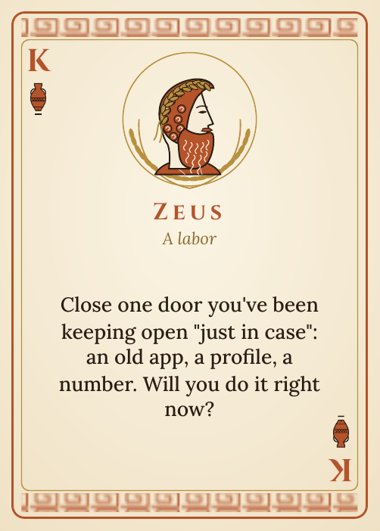 K
ZEUS
A labor
Close one door you've been
keeping open "just in case":
an old app, a profile, a
number. Will you do it right
now?
K